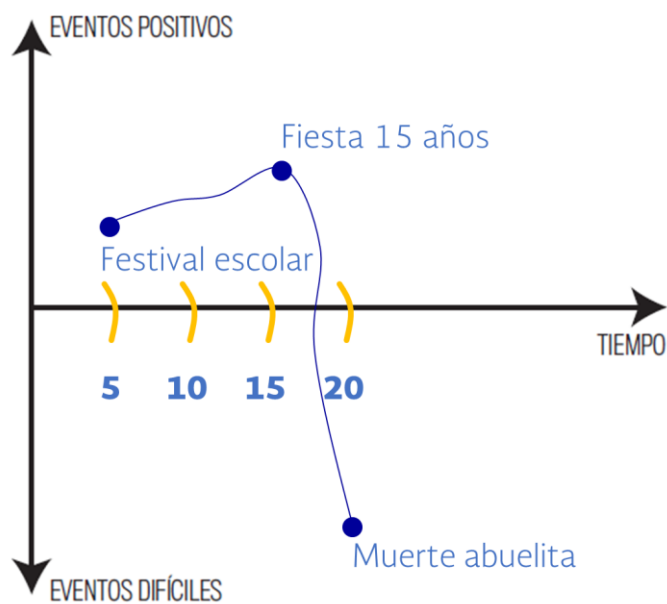 EVENTOS POSITIVOS
Fiesta 15 años
Festival escolar
TIEMPO
5 10 15 20
Muerte abuelita
EVENTOS DIFÍCILES